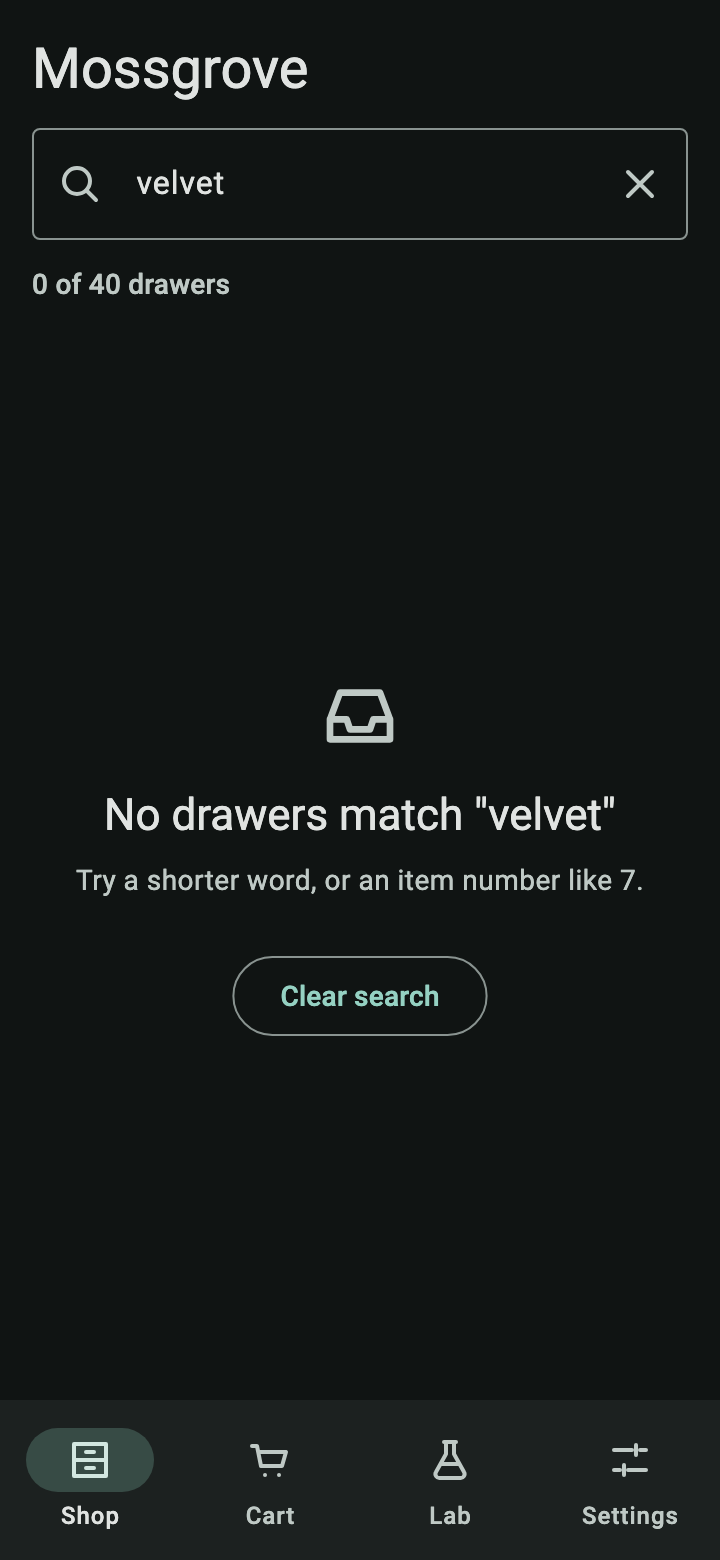 Mossgrove
velvet
0 of 40 drawers
No drawers match "velvet"
Try a shorter word, or an item number like 7.
Clear search
Shop
Cart
Lab
Settings